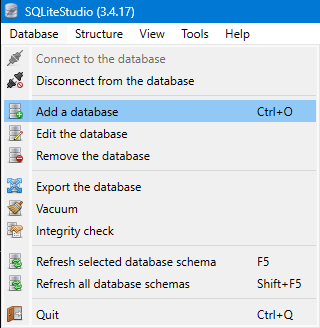 SQLiteStudio (3.4.17)
Database Structure View Tools Help
Connect to the database
Disconnect from the database
Add a database Ctrl+O
Edit the database
Remove the database
Export the database
Vacuum
Integrity check
Refresh selected database schema F5
Refresh all database schemas Shift+F5
Quit Ctrl+Q